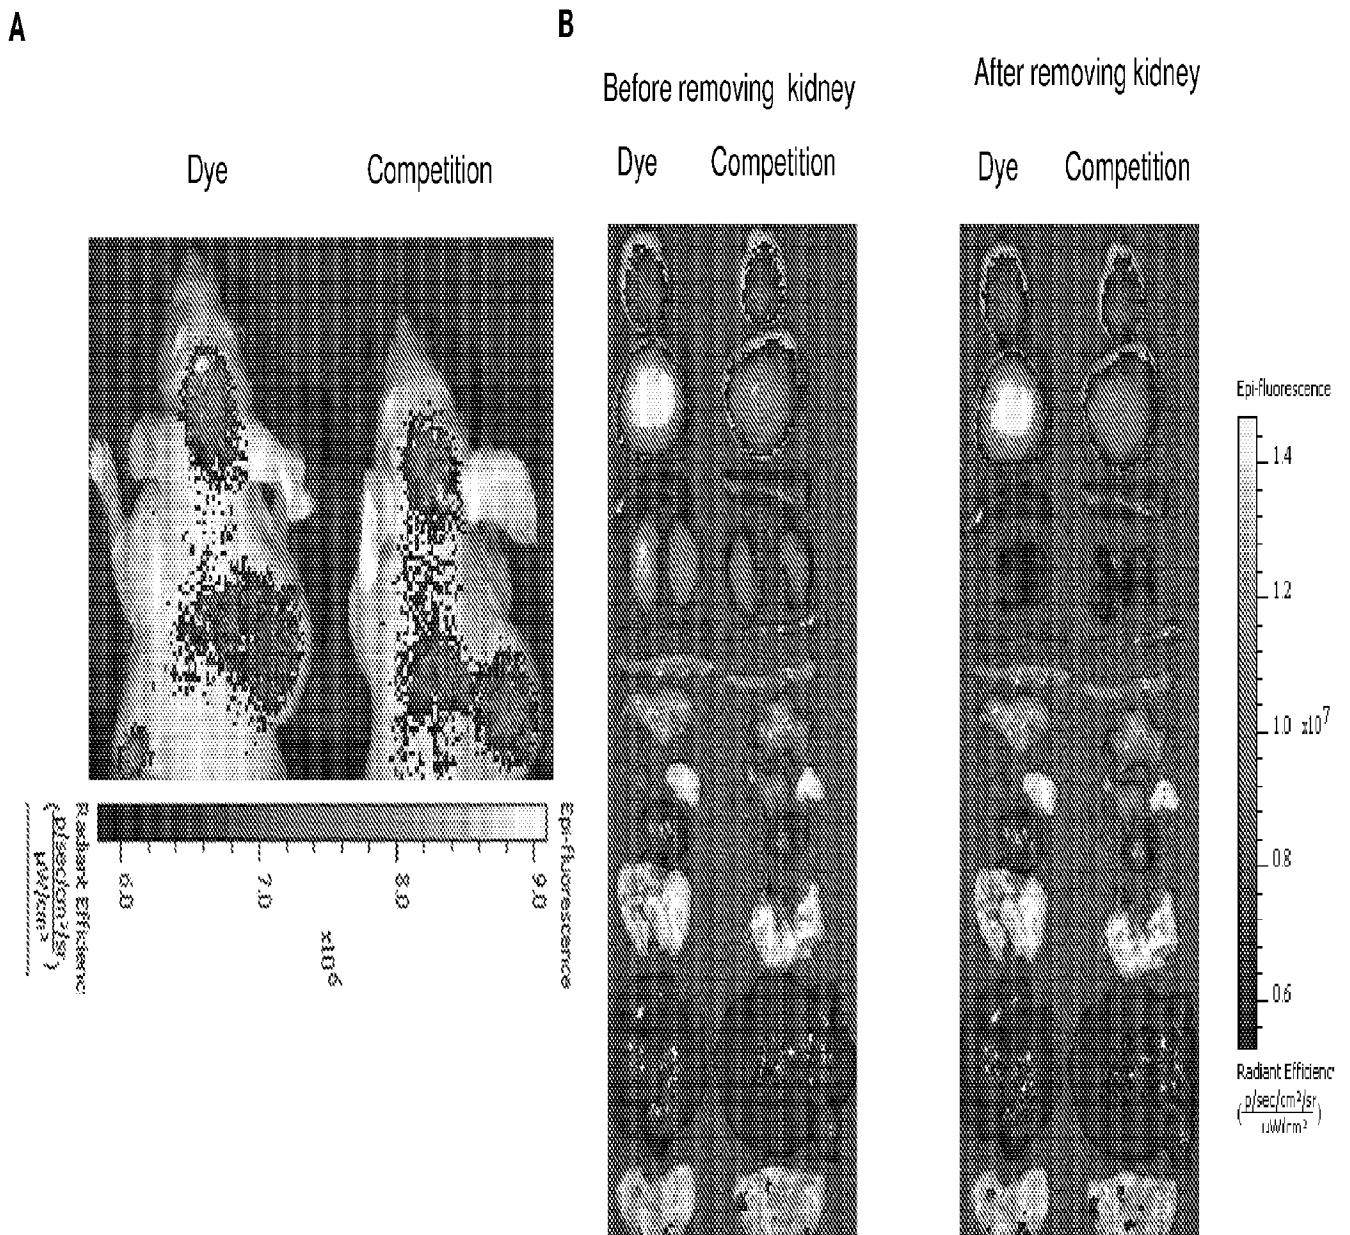 A
B
Before removing kidney
After removing kidney
Dye
Competition
Dye
Competition
Dye
Competition
Epi-fluorescence
1.4
1.2
1.0 x10⁷
0.8
0.6
Radiant Efficienc
(p/sec/cm²/sr
µW/cm²)
6.0
7.0
8.0
9.0
x10⁶
Epi-fluorescence
Radiant Efficienc
(p/sec/cm²/sr
µW/cm²)